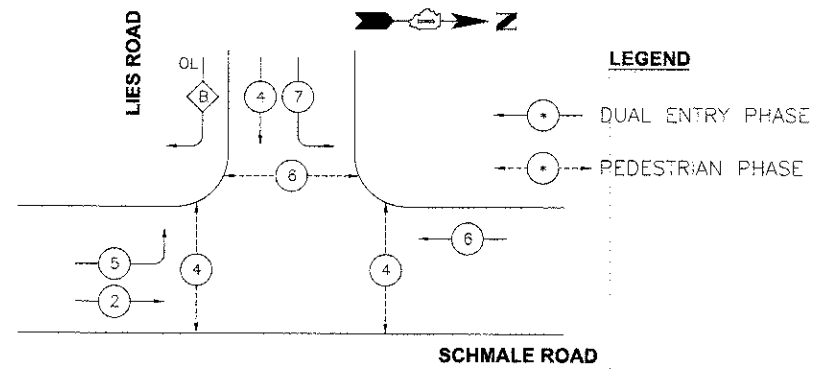 LIES ROAD
N
LEGEND
OL
B
4
7
* DUAL ENTRY PHASE
* PEDESTRIAN PHASE
6
6
5
4
4
2
SCHMALE ROAD